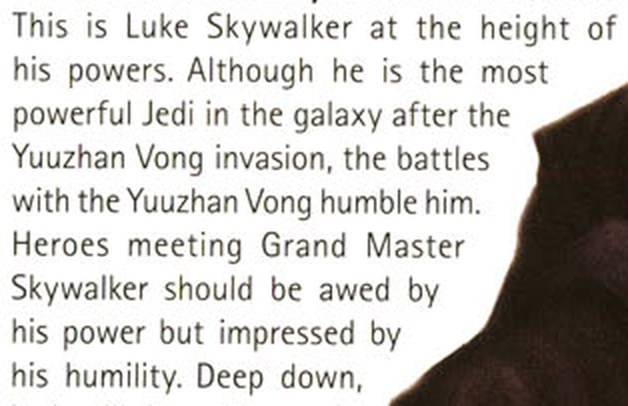 This is Luke Skywalker at the height of
his powers. Although he is the most
powerful Jedi in the galaxy after the
Yuuzhan Vong invasion, the battles
with the Yuuzhan Vong humble him.
Heroes meeting Grand Master
Skywalker should be awed by
his power but impressed by
his humility. Deep down,